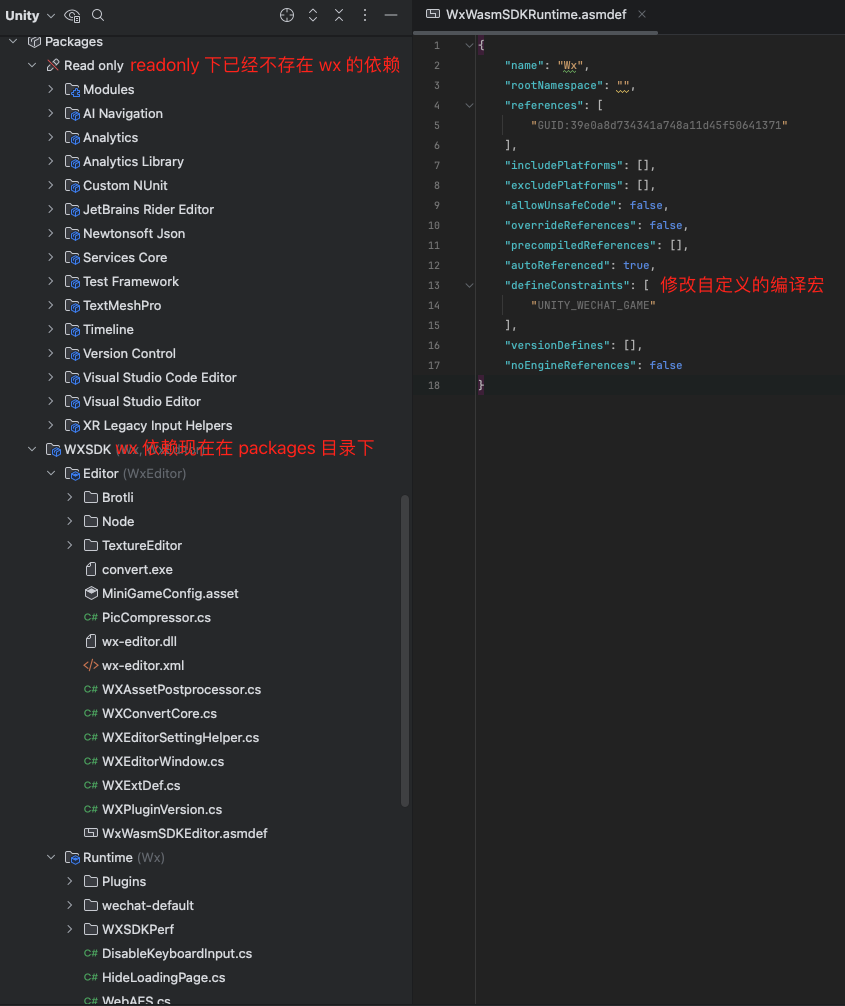 Unity
WxWasmSDKRuntime.asmdef
Packages
Read only readonly 下已经不存在 wx 的依赖
Modules
AI Navigation
Analytics
Analytics Library
Custom NUnit
JetBrains Rider Editor
Newtonsoft Json
Services Core
Test Framework
TextMeshPro
Timeline
Version Control
Visual Studio Code Editor
Visual Studio Editor
XR Legacy Input Helpers
WXSDK wx 依赖现在在 packages 目录下
Editor (WxEditor)
Brotli
Node
TextureEditor
convert.exe
MiniGameConfig.asset
C# PicCompressor.cs
wx-editor.dll
</> wx-editor.xml
C# WXAssetPostprocessor.cs
C# WXConvertCore.cs
C# WXEditorSettingHelper.cs
C# WXEditorWindow.cs
C# WXExtDef.cs
C# WXPluginVersion.cs
WxWasmSDKEditor.asmdef
Runtime (Wx)
Plugins
wechat-default
WXSDKPerf
C# DisableKeyboardInput.cs
C# HideLoadingPage.cs
C# WebAES.cs
1 {
2 "name": "Wx",
3 "rootNamespace": "",
4 "references": [
5 "GUID:39e0a8d734341a748a11d45f50641371"
6 ],
7 "includePlatforms": [],
8 "excludePlatforms": [],
9 "allowUnsafeCode": false,
10 "overrideReferences": false,
11 "precompiledReferences": [],
12 "autoReferenced": true,
13 "defineConstraints": [ 修改自定义的编译宏
14 "UNITY_WECHAT_GAME"
15 ],
16 "versionDefines": [],
17 "noEngineReferences": false
18 }